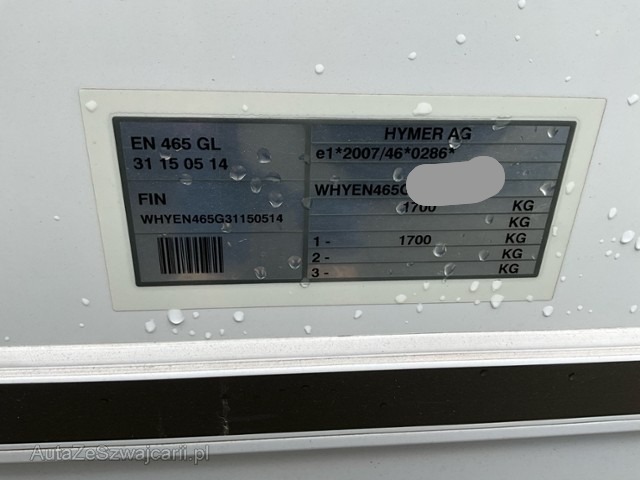 EN 465 GL
31 15 05 14
FIN
WHYEN465G31150514
HYMER AG
e1*2007/46*0286*
WHYEN465G
1700 KG
KG
1 - 1700 KG
2 - KG
3 - KG
AutaZeSzwajcarii.pl